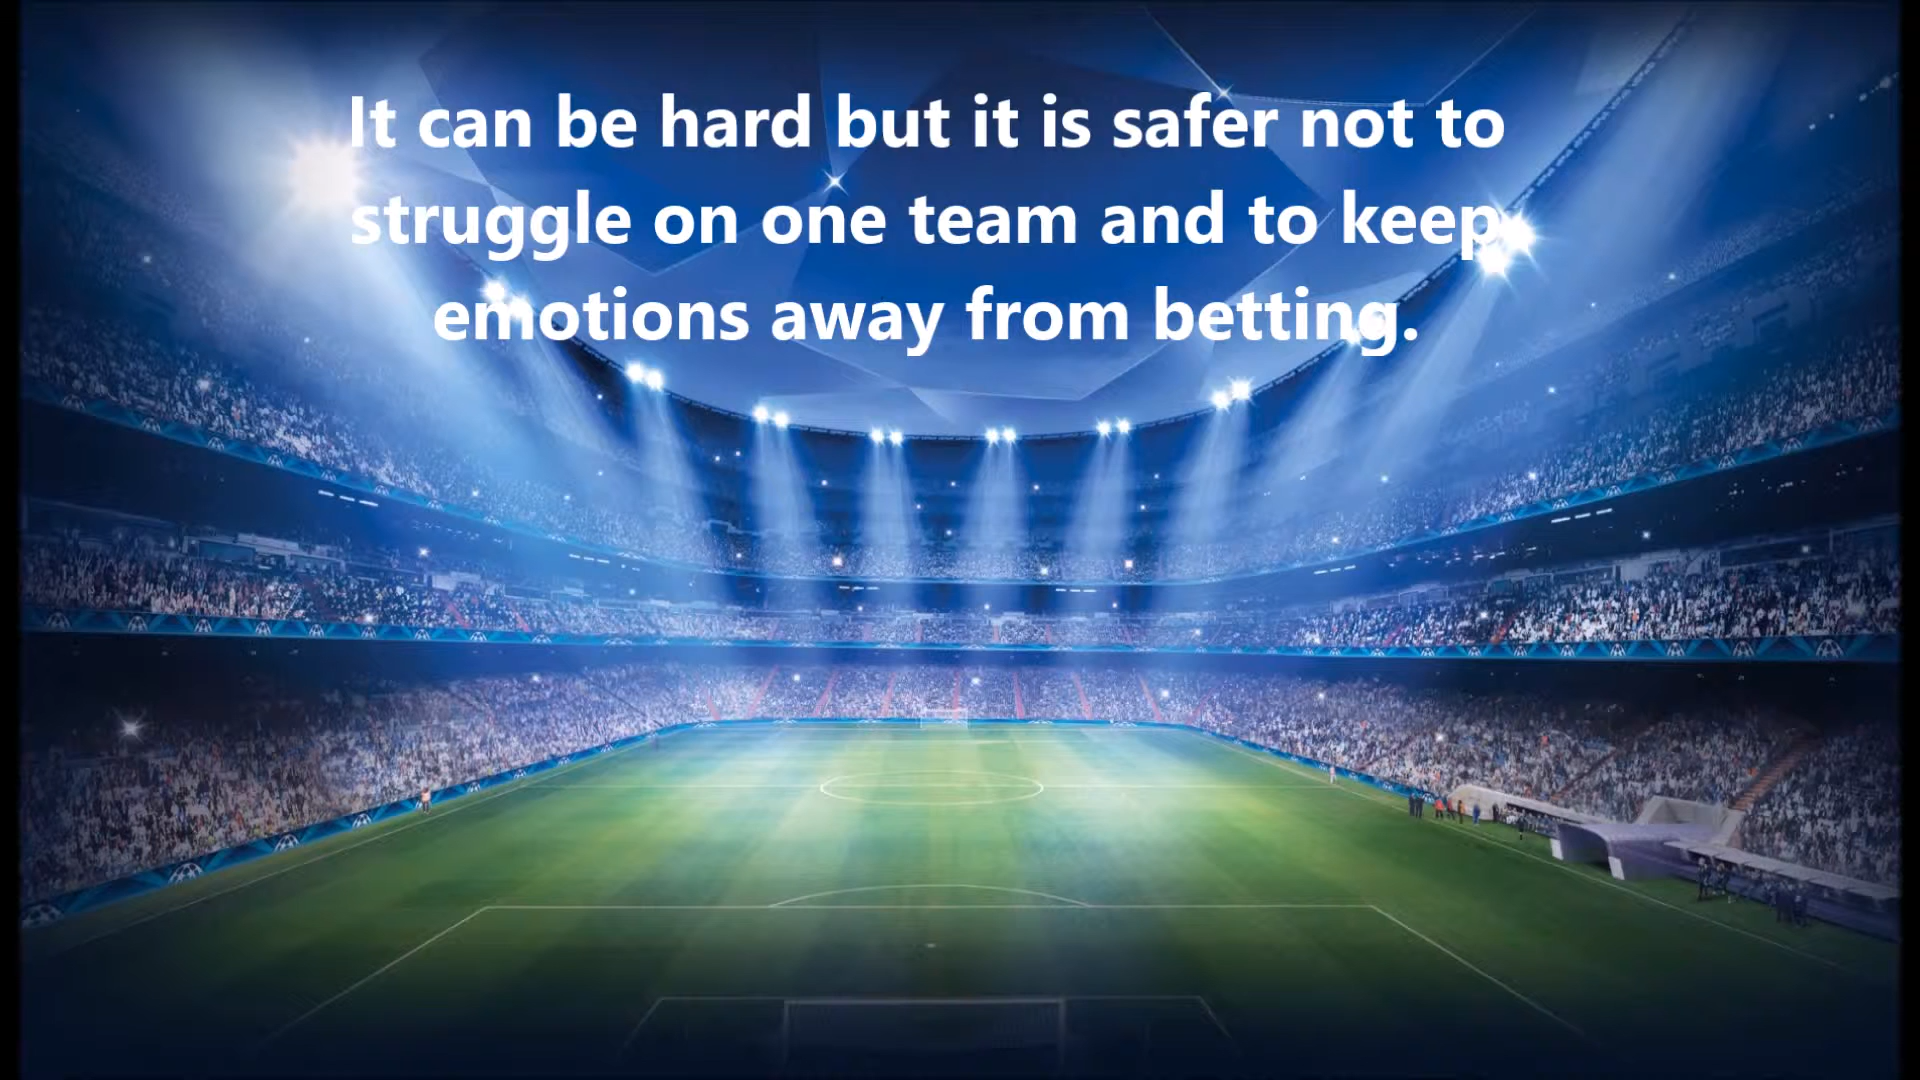 It can be hard but it is safer not to
struggle on one team and to keep
emotions away from betting.